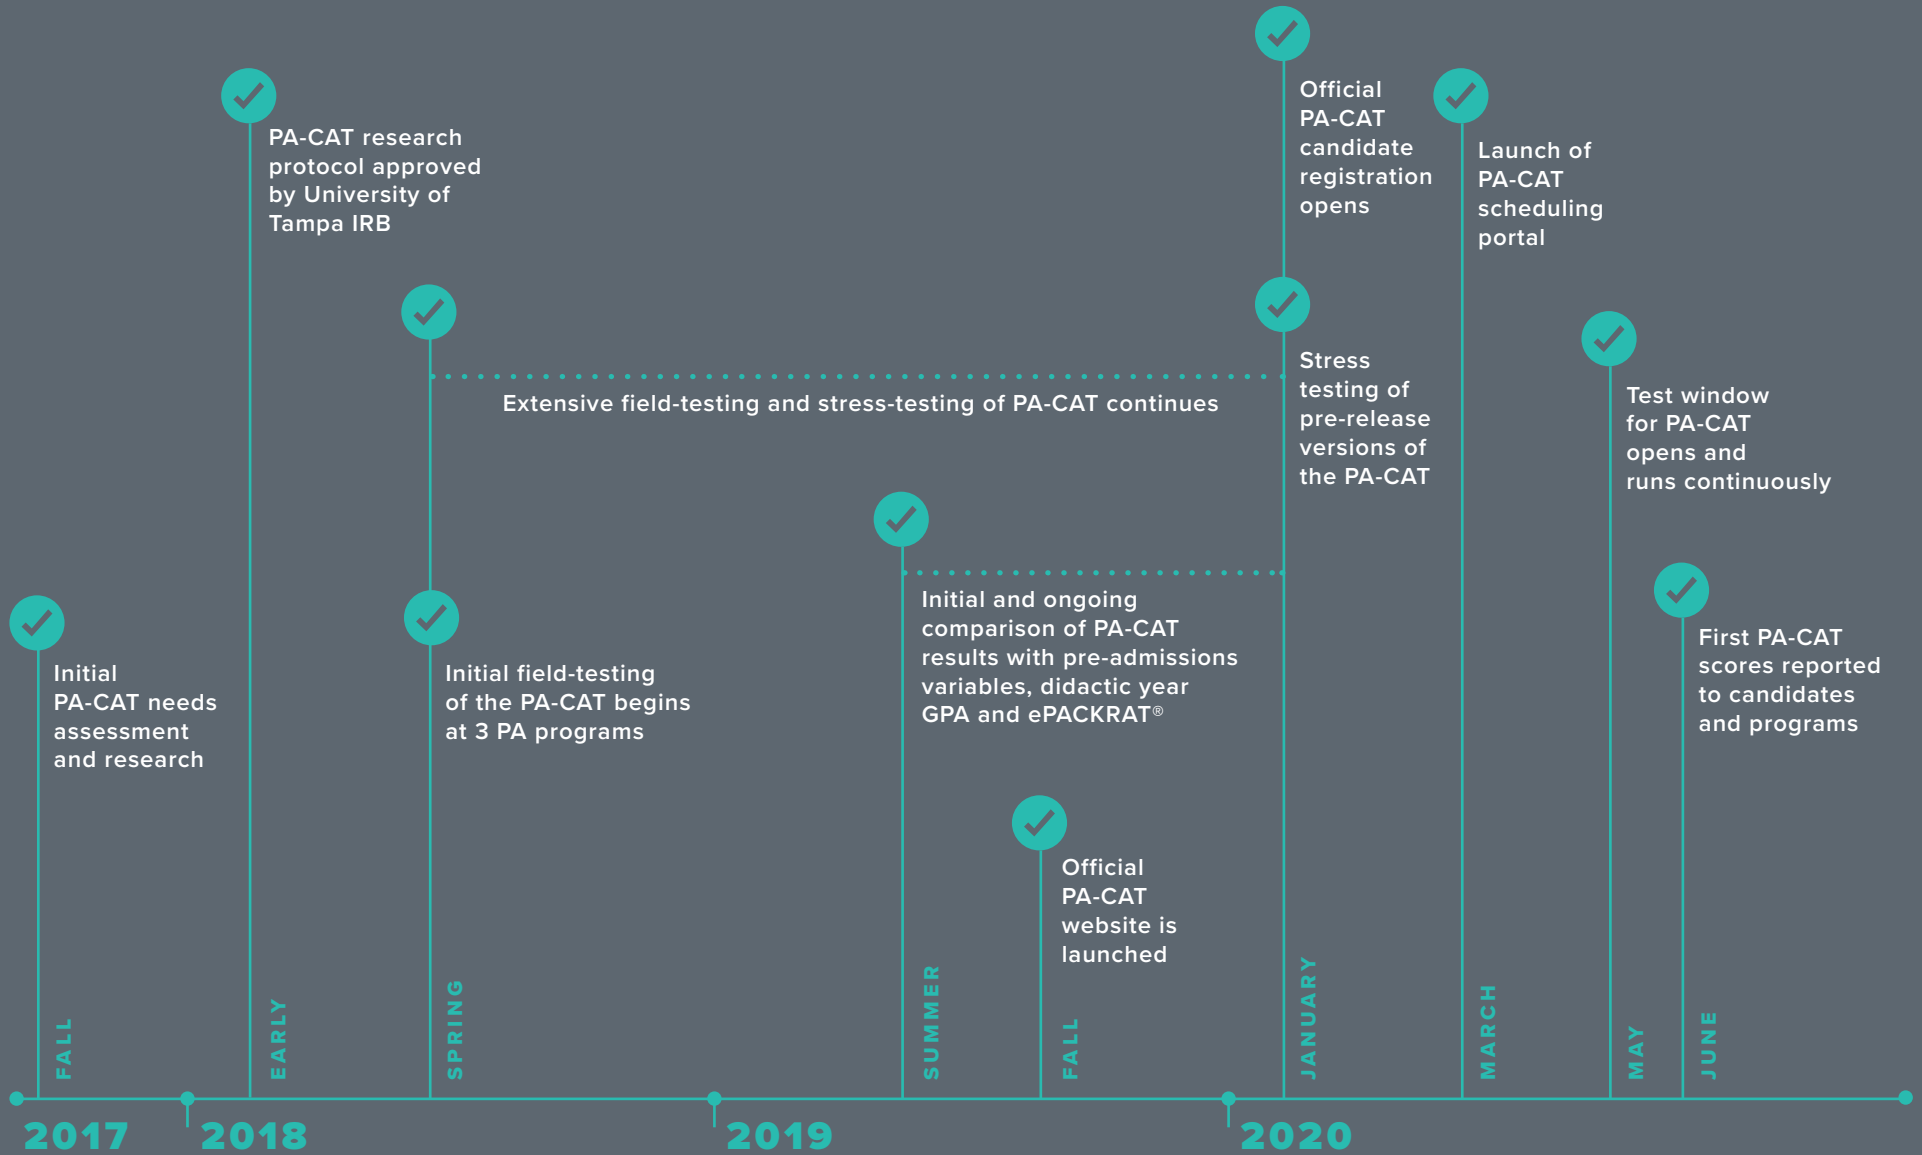 PA-CAT research
protocol approved
by University of
Tampa IRB
Official
PA-CAT
candidate
registration
opens
Launch of
PA-CAT
scheduling
portal
Extensive field-testing and stress-testing of PA-CAT continues
Stress
testing of
pre-release
versions of
the PA-CAT
Test window
for PA-CAT
opens and
runs continuously
Initial
PA-CAT needs
assessment
and research
Initial field-testing
of the PA-CAT begins
at 3 PA programs
Initial and ongoing
comparison of PA-CAT
results with pre-admissions
variables, didactic year
GPA and ePACKRAT®
First PA-CAT
scores reported
to candidates
and programs
Official
PA-CAT
website is
launched
FALL
EARLY
SPRING
SUMMER
FALL
JANUARY
MARCH
MAY
JUNE
2017
2018
2019
2020